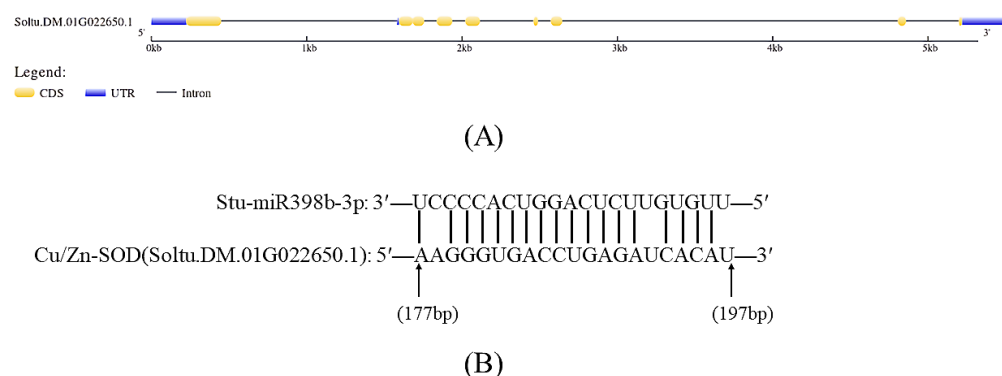 Soltu.DM.01G022650.1
5' 3'
0kb 1kb 2kb 3kb 4kb 5kb
Legend:
CDS UTR Intron
(A)
Stu-miR398b-3p: 3′—UCCCCACUGGACUCUUGUGUU—5′
Cu/Zn-SOD(Soltu.DM.01G022650.1): 5′—AAGGGUGACCUGAGAUCACAU—3′
(177bp) (197bp)
(B)